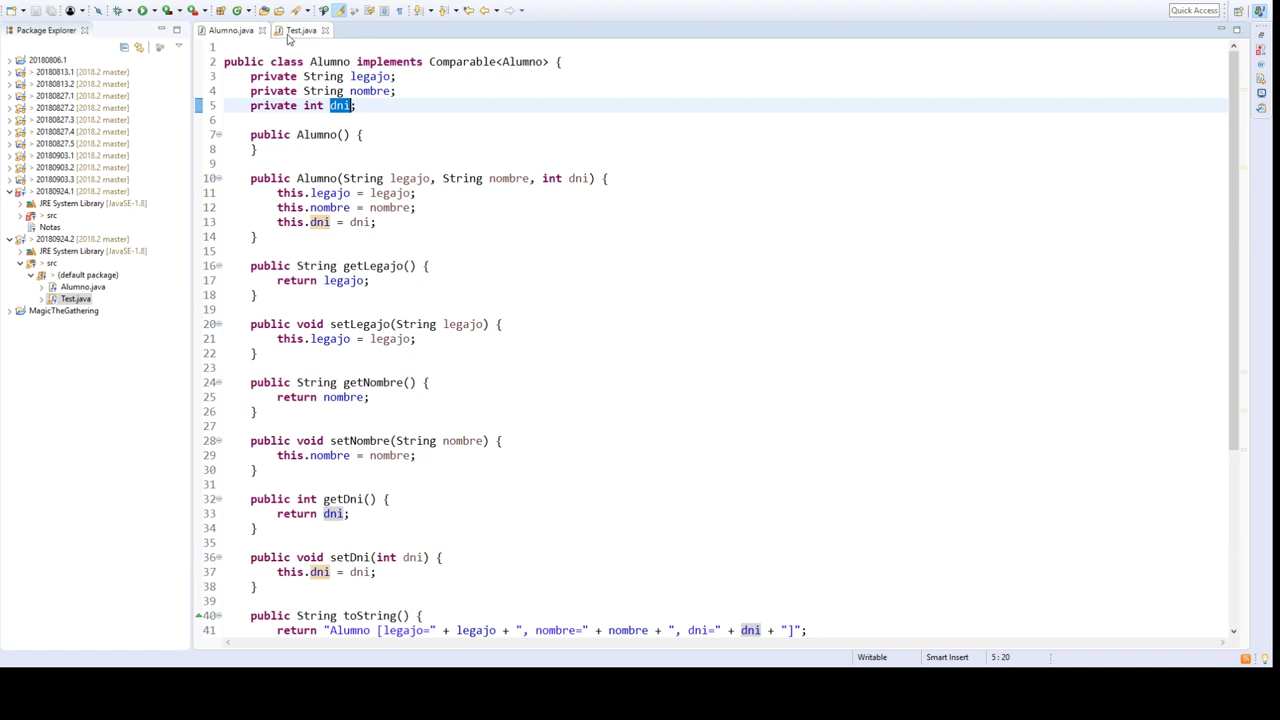 Quick Access
Package Explorer
Alumno.java
Test.java
20180806.1
> 20180813.1 [2018.2 master]
> 20180813.2 [2018.2 master]
> 20180827.1 [2018.2 master]
> 20180827.2 [2018.2 master]
> 20180827.3 [2018.2 master]
> 20180827.4 [2018.2 master]
> 20180827.5 [2018.2 master]
> 20180903.1 [2018.2 master]
> 20180903.2 [2018.2 master]
> 20180903.3 [2018.2 master]
> 20180924.1 [2018.2 master]
JRE System Library [JavaSE-1.8]
> src
Notas
> 20180924.2 [2018.2 master]
JRE System Library [JavaSE-1.8]
> src
> (default package)
> Alumno.java
> Test.java
MagicTheGathering
1
2 public class Alumno implements Comparable<Alumno> {
3 private String legajo;
4 private String nombre;
5 private int dni;
6
7 public Alumno() {
8 }
9
10 public Alumno(String legajo, String nombre, int dni) {
11 this.legajo = legajo;
12 this.nombre = nombre;
13 this.dni = dni;
14 }
15
16 public String getLegajo() {
17 return legajo;
18 }
19
20 public void setLegajo(String legajo) {
21 this.legajo = legajo;
22 }
23
24 public String getNombre() {
25 return nombre;
26 }
27
28 public void setNombre(String nombre) {
29 this.nombre = nombre;
30 }
31
32 public int getDni() {
33 return dni;
34 }
35
36 public void setDni(int dni) {
37 this.dni = dni;
38 }
39
40 public String toString() {
41 return "Alumno [legajo=" + legajo + ", nombre=" + nombre + ", dni=" + dni + "]";
Writable
Smart Insert
5 : 20